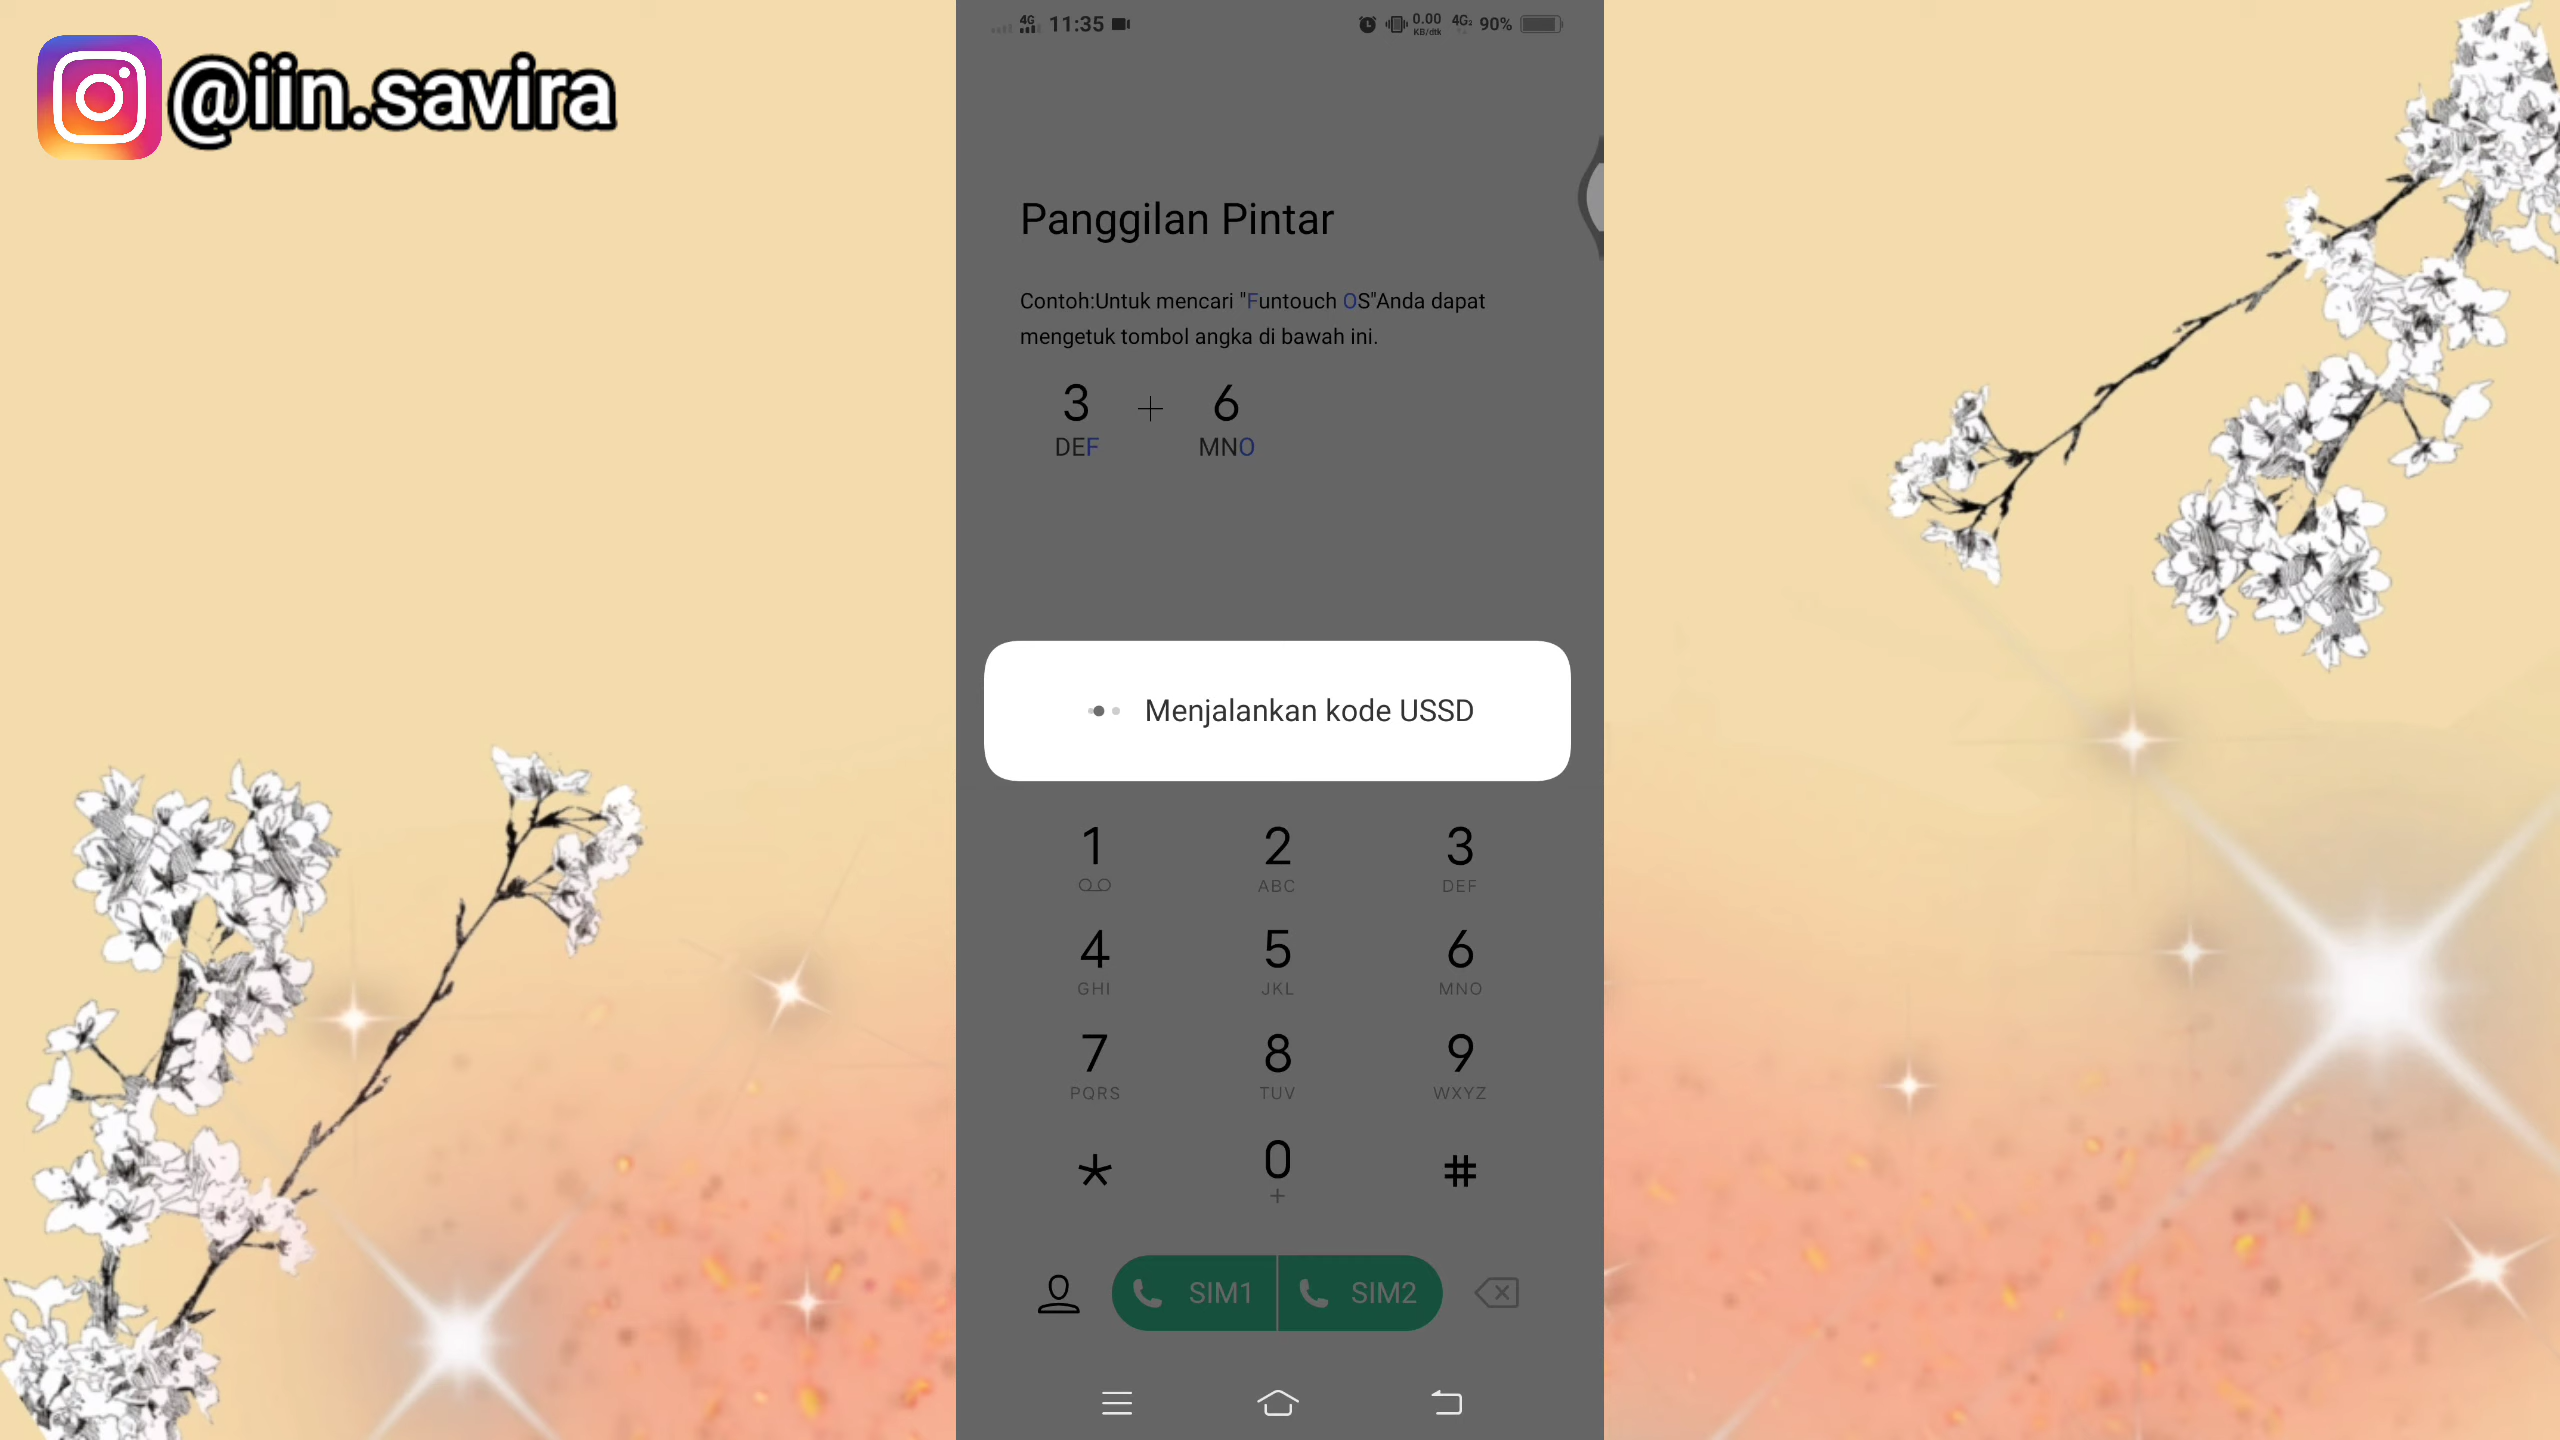 @iin.savira
4G 11:35 0.00 KB/dtk 4G2 90%
Panggilan Pintar
Contoh:Untuk mencari "Funtouch OS"Anda dapat
mengetuk tombol angka di bawah ini.
3 + 6
DEF MNO
Menjalankan kode USSD
1 2 3
ABC DEF
4 5 6
GHI JKL MNO
7 8 9
PQRS TUV WXYZ
* 0 #
+
SIM1 SIM2